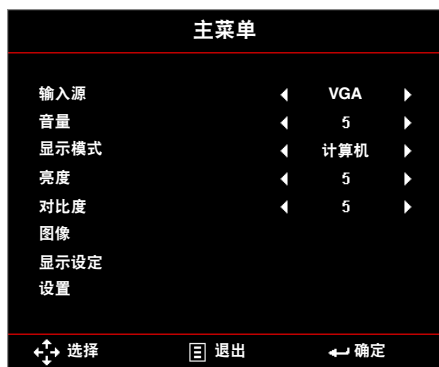 主菜单
输入源 VGA
音量 5
显示模式 计算机
亮度 5
对比度 5
图像
显示设定
设置
选择 退出 确定